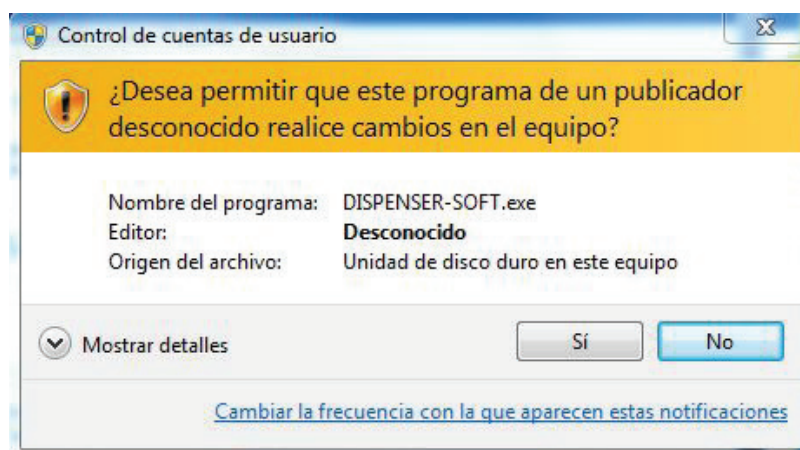 Control de cuentas de usuario
¿Desea permitir que este programa de un publicador
desconocido realice cambios en el equipo?
Nombre del programa: DISPENSER-SOFT.exe
Editor: Desconocido
Origen del archivo: Unidad de disco duro en este equipo
Mostrar detalles Sí No
Cambiar la frecuencia con la que aparecen estas notificaciones